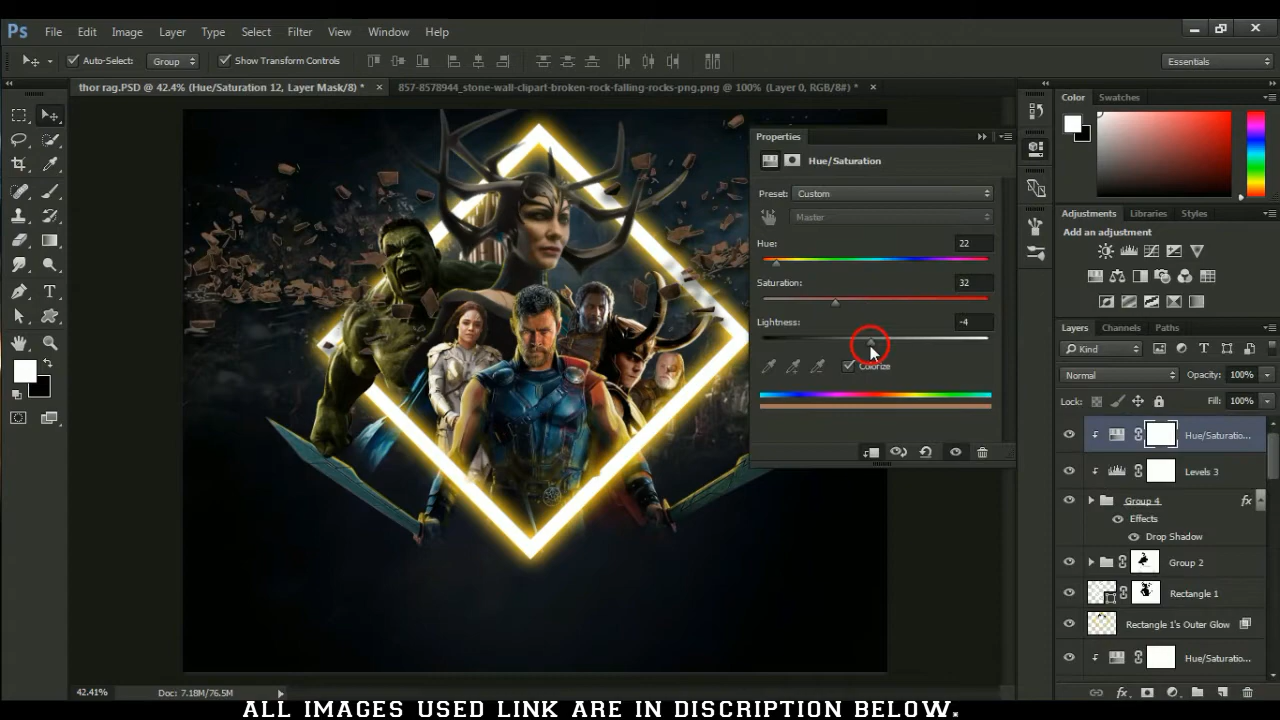 Ps File Edit Image Layer Type Select Filter View Window Help
Auto-Select: Group Show Transform Controls Essentials
thor rag.PSD @ 42.4% (Hue/Saturation 12, Layer Mask/8) * × 857-8578944_stone-wall-clipart-broken-rock-falling-rocks-png.png @ 100% (Layer 0, RGB/8#) * ×
Color Swatches
Properties
Hue/Saturation
Preset: Custom
Master
Hue: 22
Saturation: 32
Lightness: -4
Colorize
Adjustments Libraries Styles
Add an adjustment
Layers Channels Paths
Kind
Normal Opacity: 100%
Lock: Fill: 100%
Hue/Saturatio...
Levels 3
Group 4 fx
Effects
Drop Shadow
Group 2
Rectangle 1
Rectangle 1's Outer Glow
Hue/Saturatio...
42.41% Doc: 7.18M/76.5M
ALL IMAGES USED LINK ARE IN DISCRIPTION BELOW.